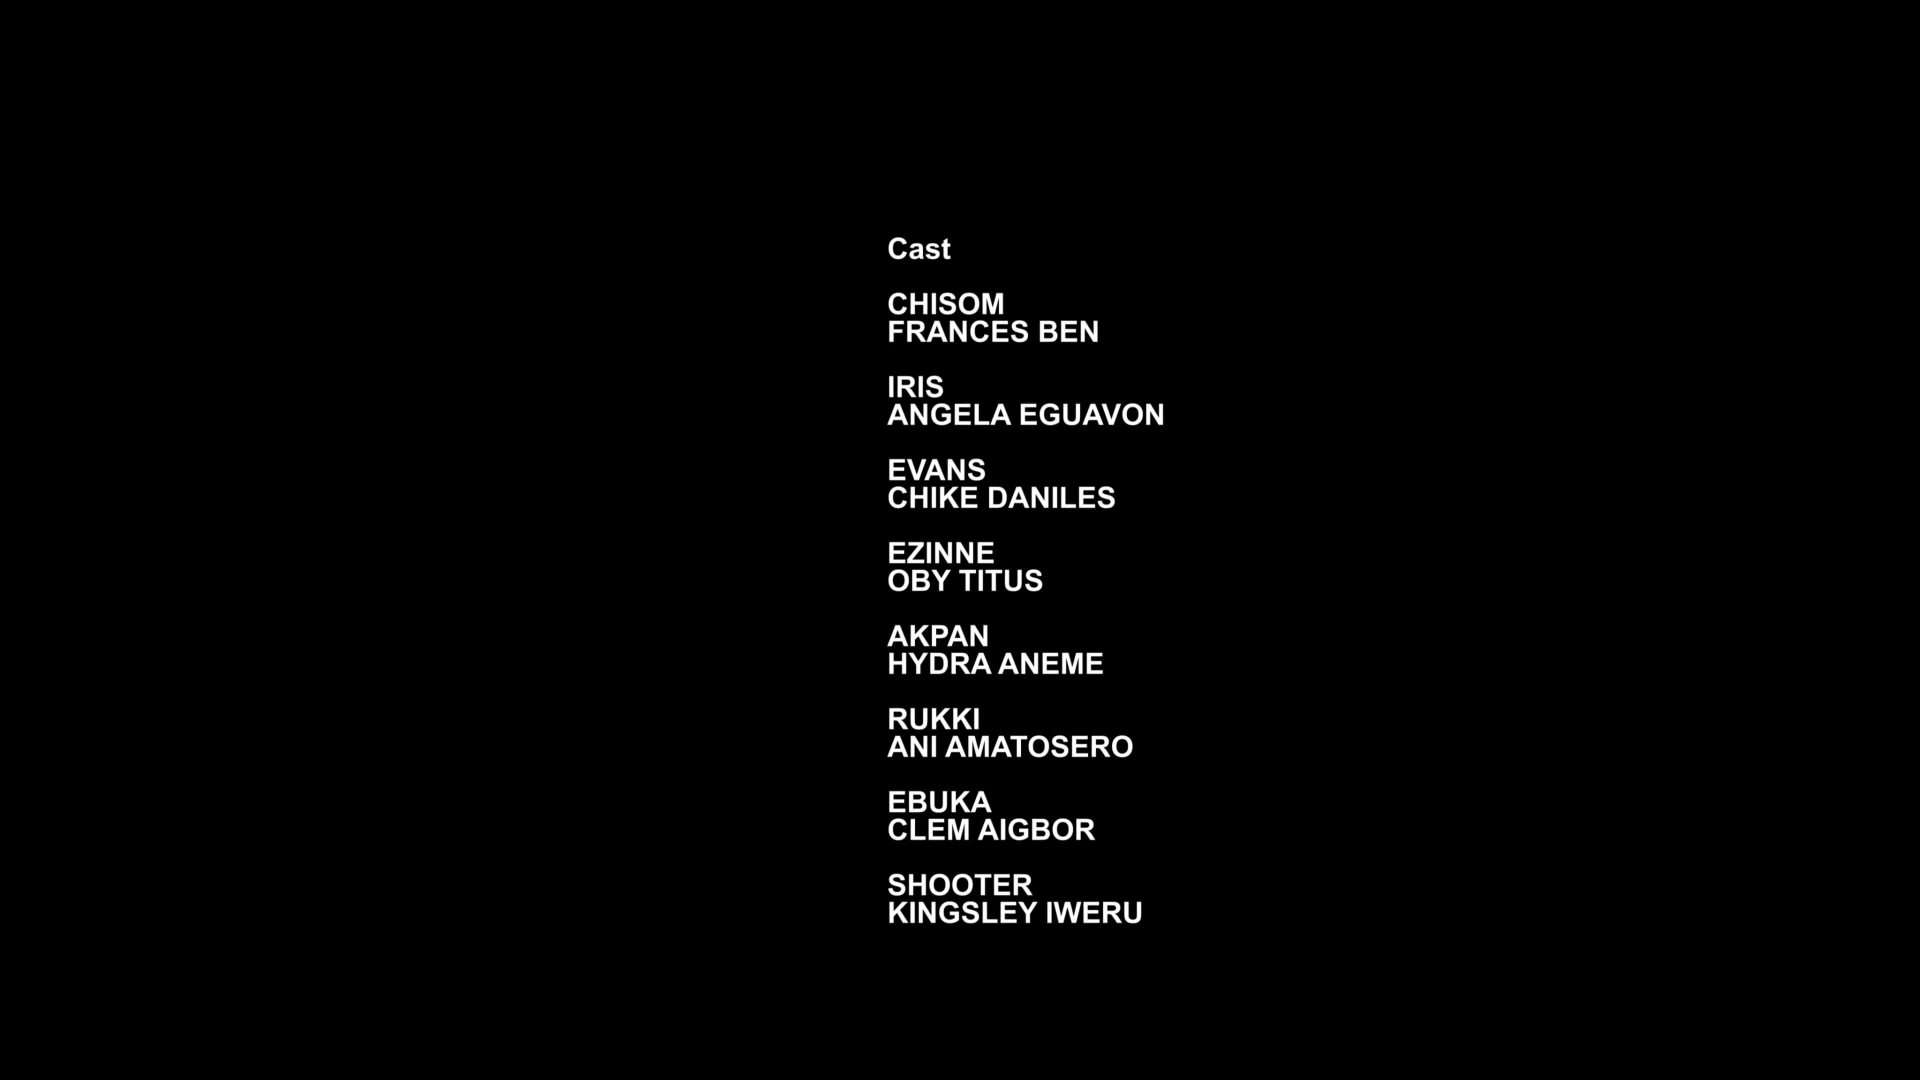 Cast
CHISOM
FRANCES BEN
IRIS
ANGELA EGUAVON
EVANS
CHIKE DANILES
EZINNE
OBY TITUS
AKPAN
HYDRA ANEME
RUKKI
ANI AMATOSERO
EBUKA
CLEM AIGBOR
SHOOTER
KINGSLEY IWERU